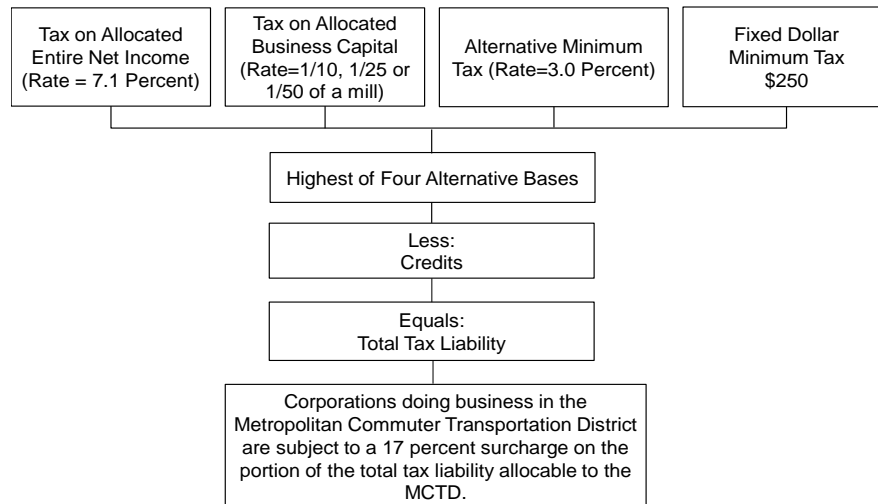 Tax on Allocated
Entire Net Income
(Rate = 7.1 Percent)
Tax on Allocated
Business Capital
(Rate=1/10, 1/25 or
1/50 of a mill)
Alternative Minimum
Tax (Rate=3.0 Percent)
Fixed Dollar
Minimum Tax
$250
Highest of Four Alternative Bases
Less:
Credits
Equals:
Total Tax Liability
Corporations doing business in the
Metropolitan Commuter Transportation District
are subject to a 17 percent surcharge on the
portion of the total tax liability allocable to the
MCTD.